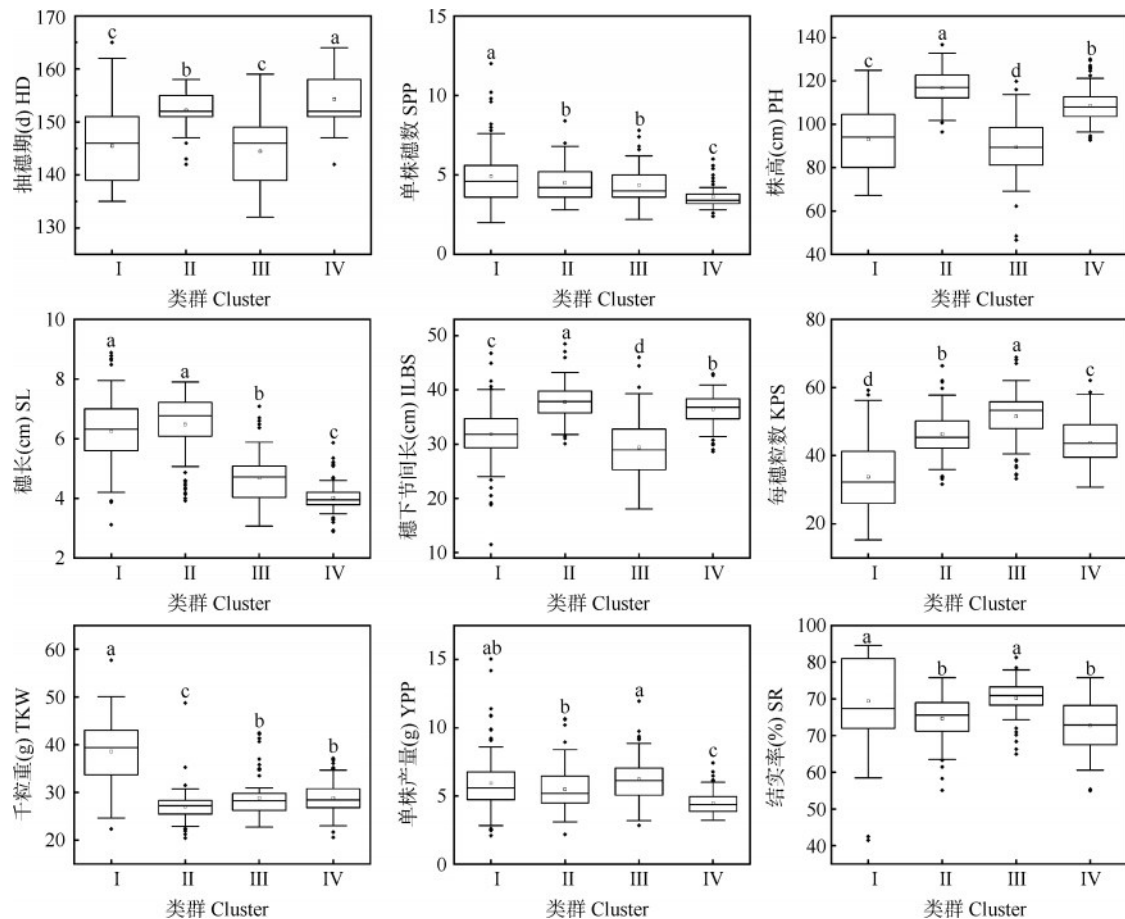 抽穗期(d) HD
170
160
150
140
130
c
b
c
a
I II III IV
类群 Cluster
单株穗数 SPP
15
10
5
0
a
b
b
c
I II III IV
类群 Cluster
株高(cm) PH
140
120
100
80
60
40
c
a
d
b
I II III IV
类群 Cluster
穗长(cm) SL
10
8
6
4
2
a
a
b
c
I II III IV
类群 Cluster
穗下节间长(cm) ILBS
50
40
30
20
10
c
a
d
b
I II III IV
类群 Cluster
每穗粒数 KPS
80
60
40
20
d
b
a
c
I II III IV
类群 Cluster
千粒重(g) TKW
60
50
40
30
20
a
c
b
b
I II III IV
类群 Cluster
单株产量(g) YPP
15
10
5
0
ab
b
a
c
I II III IV
类群 Cluster
结实率(%) SR
100
80
70
70
60
50
40
a
b
a
b
I II III IV
类群 Cluster